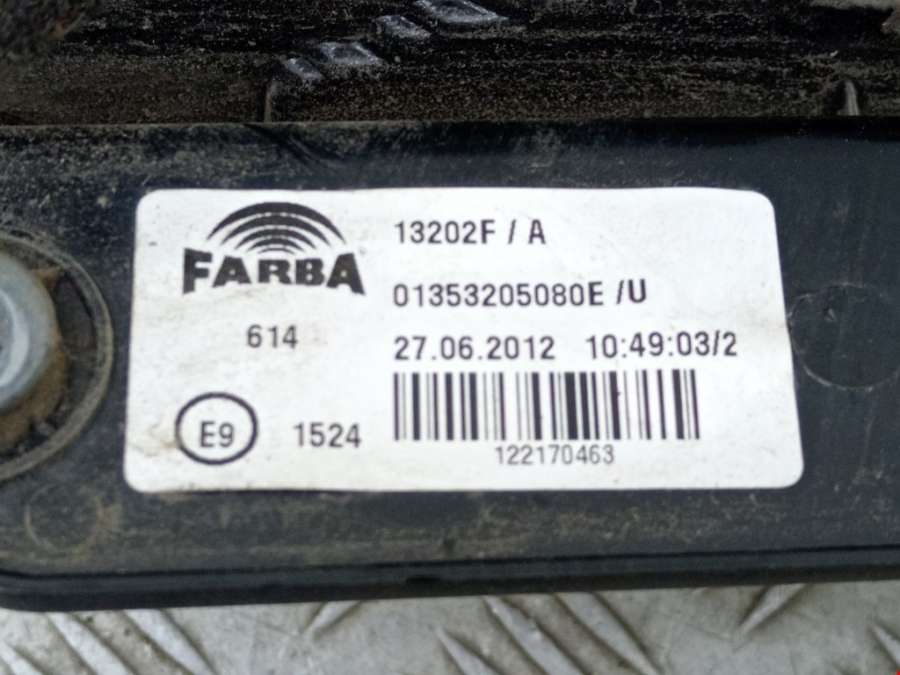 FARBA
13202F / A
01353205080E /U
614
27.06.2012 10:49:03/2
E9
1524
122170463